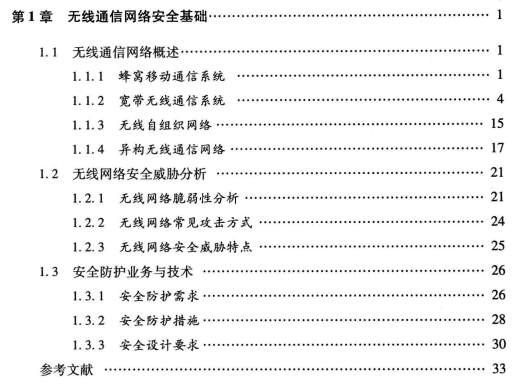 第1章 无线通信网络安全基础……………………………………………………1
1.1 无线通信网络概述……………………………………………………1
1.1.1 蜂窝移动通信系统……………………………………………………1
1.1.2 宽带无线通信系统……………………………………………………4
1.1.3 无线自组织网络……………………………………………………15
1.1.4 异构无线通信网络……………………………………………………17
1.2 无线网络安全威胁分析……………………………………………………21
1.2.1 无线网络脆弱性分析……………………………………………………21
1.2.2 无线网络常见攻击方式……………………………………………………24
1.2.3 无线网络安全威胁特点……………………………………………………25
1.3 安全防护业务与技术……………………………………………………26
1.3.1 安全防护需求……………………………………………………26
1.3.2 安全防护措施……………………………………………………28
1.3.3 安全设计要求……………………………………………………30
参考文献……………………………………………………33